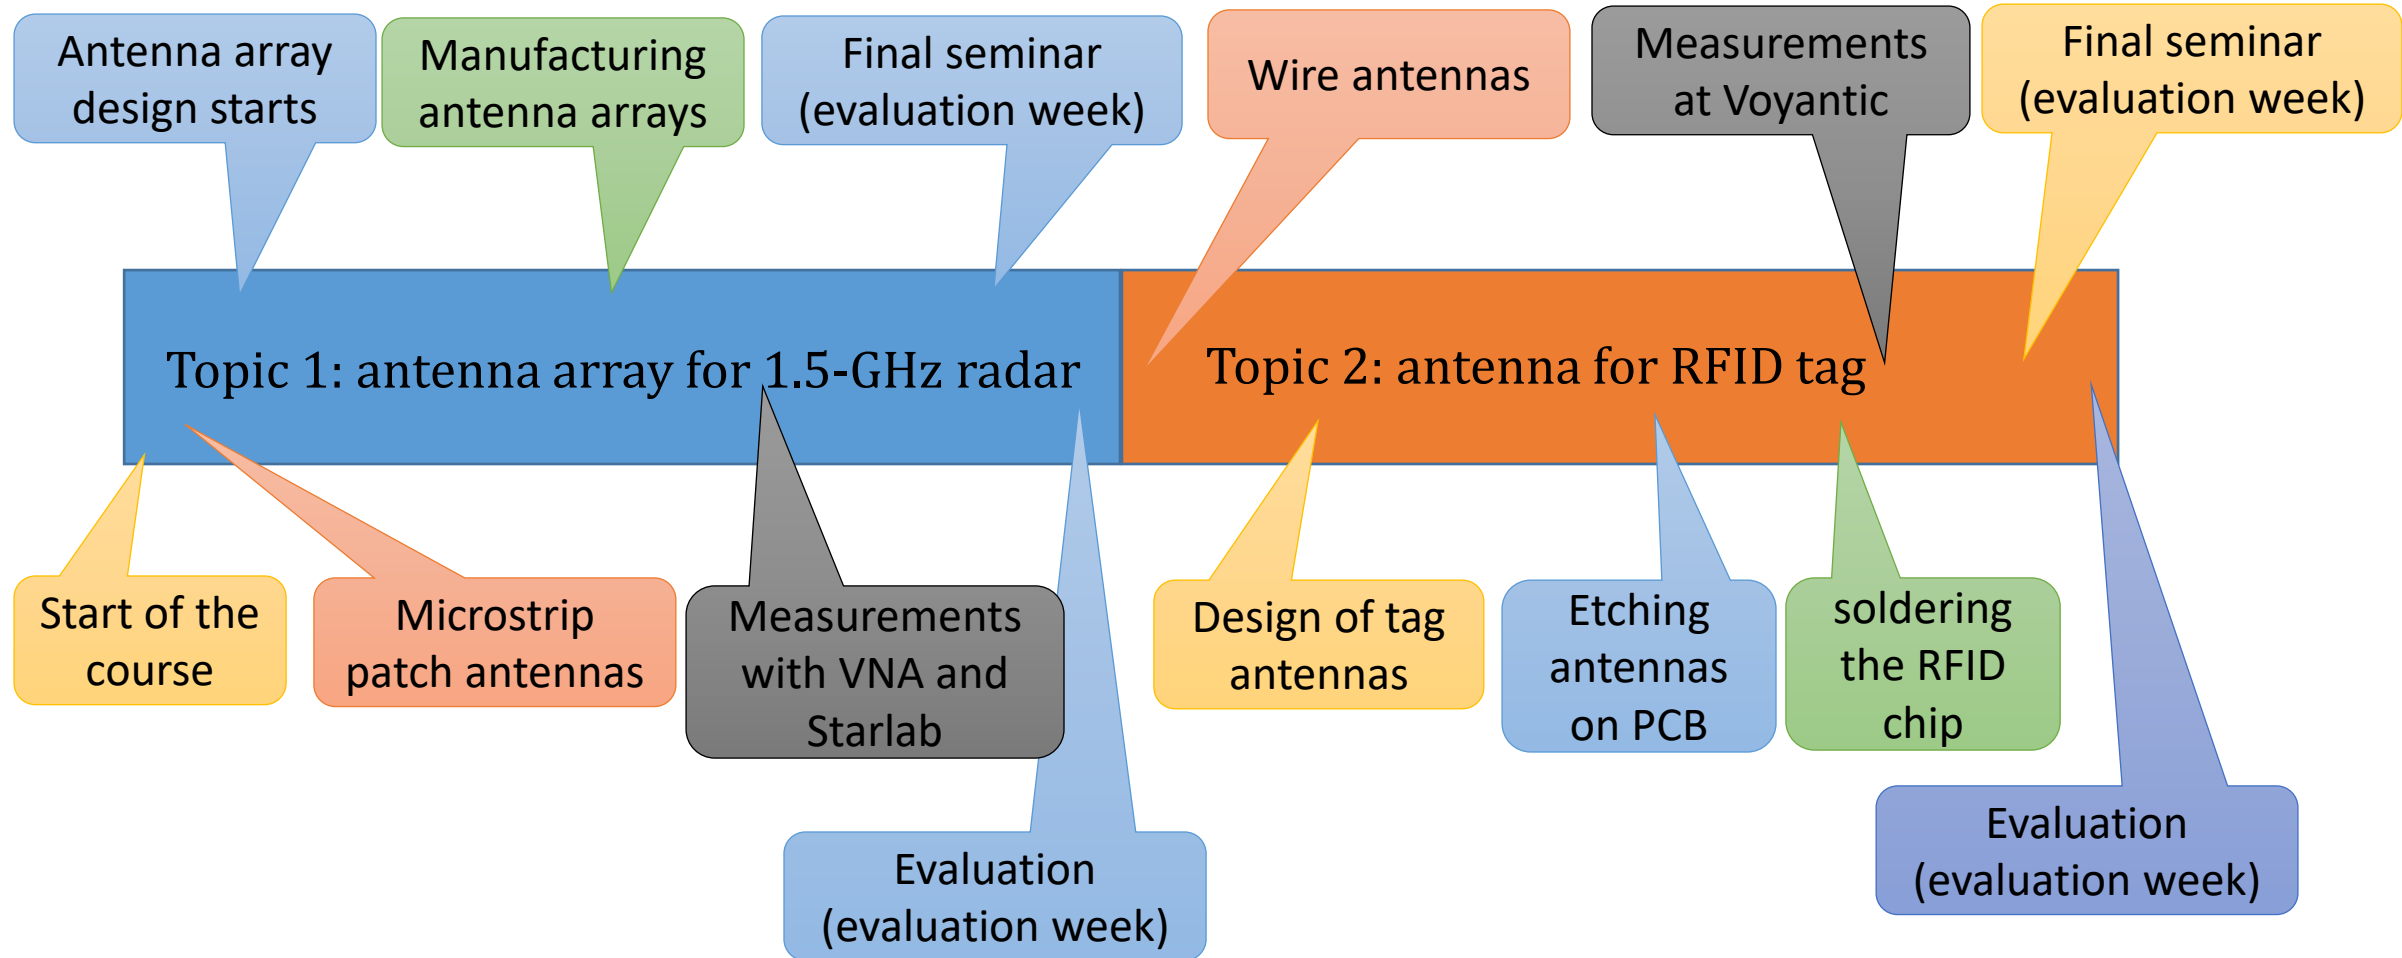 Antenna array
design starts
Manufacturing
antenna arrays
Final seminar
(evaluation week)
Wire antennas
Measurements
at Voyantic
Final seminar
(evaluation week)
Topic 1: antenna array for 1.5-GHz radar
Topic 2: antenna for RFID tag
Start of the
course
Microstrip
patch antennas
Measurements
with VNA and
Starlab
Design of tag
antennas
Etching
antennas
on PCB
soldering
the RFID
chip
Evaluation
(evaluation week)
Evaluation
(evaluation week)